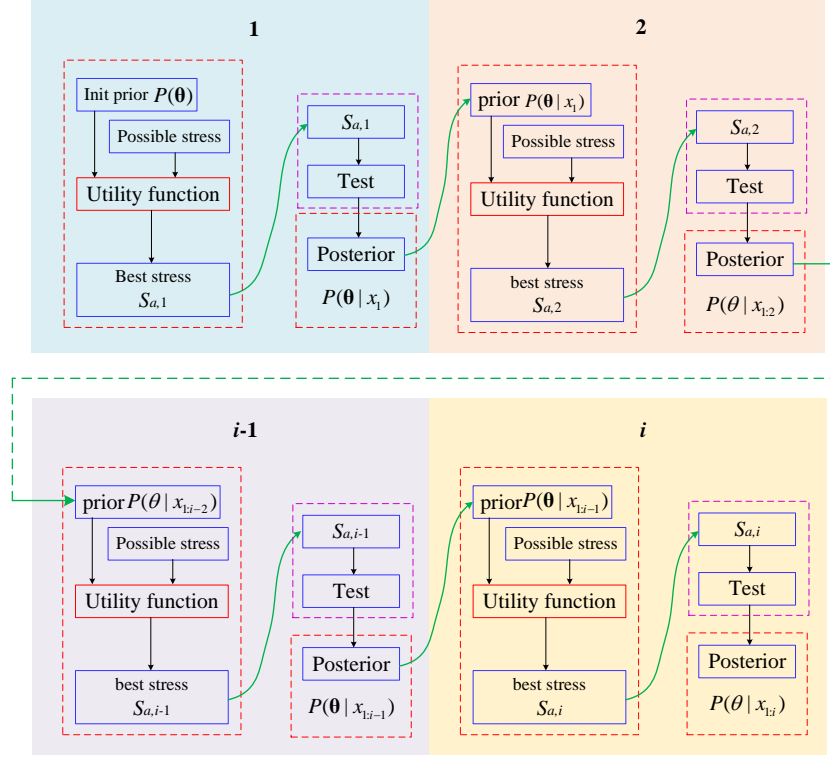 1
Init prior P(θ)
Possible stress
Utility function
Best stress
S_{a,1}
S_{a,1}
Test
Posterior
P(θ | x_1)
2
prior P(θ | x_1)
Possible stress
Utility function
best stress
S_{a,2}
S_{a,2}
Test
Posterior
P(θ | x_{1:2})
i-1
prior P(θ | x_{1:i-2})
Possible stress
Utility function
best stress
S_{a,i-1}
S_{a,i-1}
Test
Posterior
P(θ | x_{1:i-1})
i
prior P(θ | x_{1:i-1})
Possible stress
Utility function
best stress
S_{a,i}
S_{a,i}
Test
Posterior
P(θ | x_{1:i})